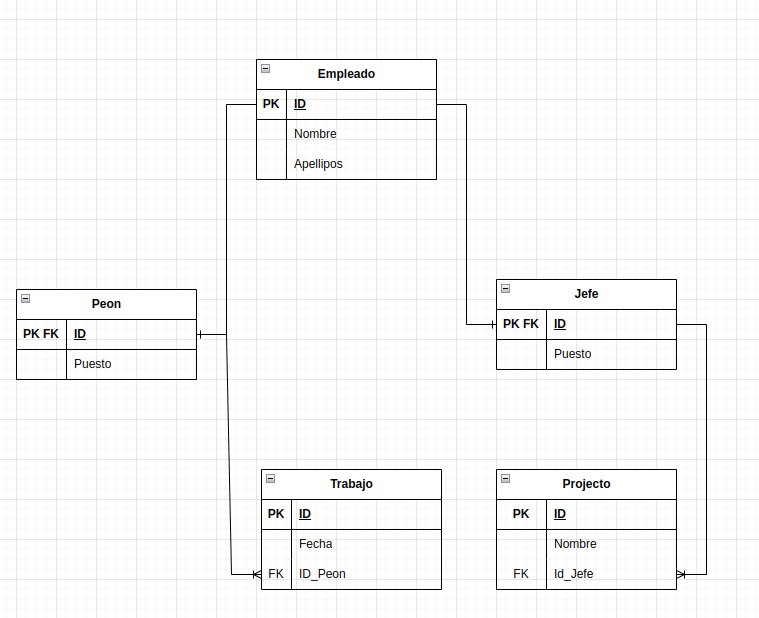 Empleado
PK ID
Nombre
Apellipos
Peon
PK FK ID
Puesto
Jefe
PK FK ID
Puesto
Trabajo
PK ID
Fecha
FK ID_Peon
Projecto
PK ID
Nombre
FK Id_Jefe